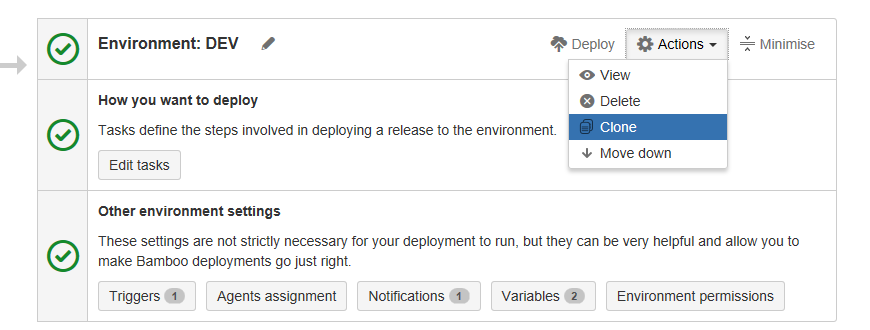 Environment: DEV
Deploy
Actions
Minimise
View
Delete
Clone
Move down
How you want to deploy
Tasks define the steps involved in deploying a release to the environment.
Edit tasks
Other environment settings
These settings are not strictly necessary for your deployment to run, but they can be very helpful and allow you to
make Bamboo deployments go just right.
Triggers 1
Agents assignment
Notifications 1
Variables 2
Environment permissions